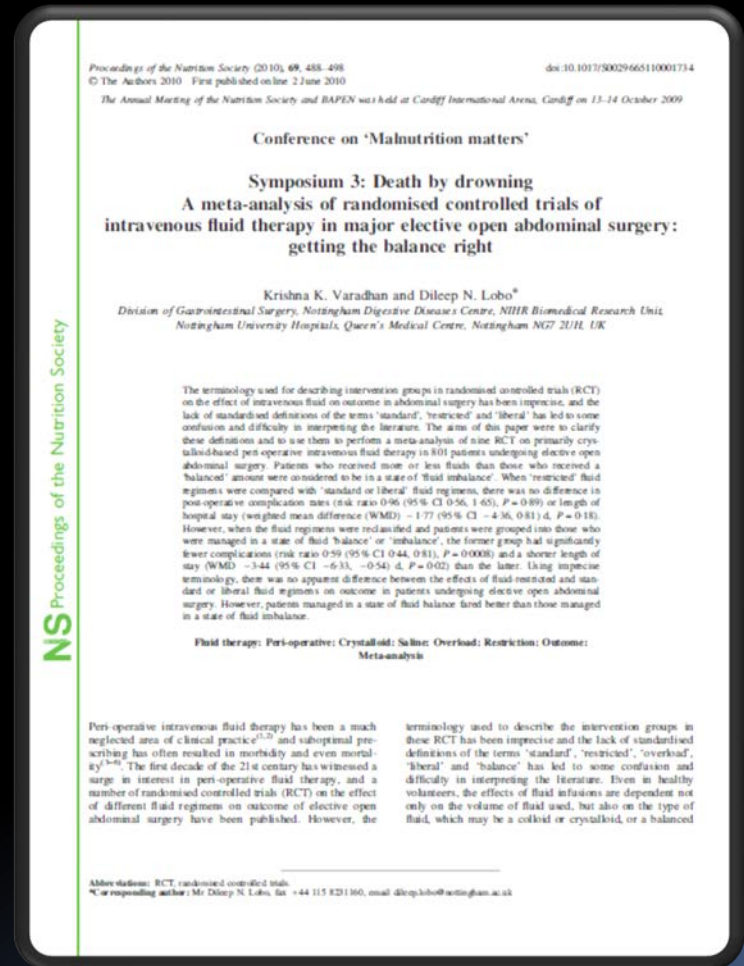 Proceedings of the Nutrition Society (2010), 69, 488–498
doi:10.1017/S0029665110001734
© The Authors 2010 First published online 2 June 2010
The Annual Meeting of the Nutrition Society and BAPEN was held at Cardiff International Arena, Cardiff on 13–14 October 2009
Conference on ‘Malnutrition matters’
Symposium 3: Death by drowning
A meta-analysis of randomised controlled trials of
intravenous fluid therapy in major elective open abdominal surgery:
getting the balance right
Krishna K. Varadhan and Dileep N. Lobo*
Division of Gastrointestinal Surgery, Nottingham Digestive Diseases Centre, NIHR Biomedical Research Unit,
Nottingham University Hospitals, Queen’s Medical Centre, Nottingham NG7 2UH, UK
NS Proceedings of the Nutrition Society
The terminology used for describing intervention groups in randomised controlled trials (RCT)
on the effect of intravenous fluid on outcome in abdominal surgery has been imprecise, and the
lack of standardised definitions of the terms ‘standard’, ‘restricted’ and ‘liberal’ has led to some
confusion and difficulty in interpreting the literature. The aims of this paper were to clarify
these definitions and to use them to perform a meta-analysis of nine RCT on primarily crys-
talloid-based peri-operative intravenous fluid therapy in 801 patients undergoing elective open
abdominal surgery. Patients who received more or less fluids than those who received a
‘balanced’ amount were considered to be in a state of ‘fluid imbalance’. When ‘restricted’ fluid
regimens were compared with ‘standard or liberal’ fluid regimens, there was no difference in
post-operative complication rates (risk ratio 0·96 (95 % CI 0·56, 1·65), P = 0·89) or length of
hospital stay (weighted mean difference (WMD) −1·77 (95 % CI −4·36, 0·81) d, P = 0·18).
However, when the fluid regimens were reclassified and patients were grouped into those who
were managed in a state of fluid ‘balance’ or ‘imbalance’, the former group had significantly
fewer complications (risk ratio 0·59 (95 % CI 0·44, 0·81), P = 0·0008) and a shorter length of
stay (WMD −3·44 (95 % CI −6·33, −0·54) d, P = 0·02) than the latter. Using imprecise
terminology, there was no apparent difference between the effects of fluid-restricted and stan-
dard or liberal fluid regimens on outcome in patients undergoing elective open abdominal
surgery. However, patients managed in a state of fluid balance fared better than those managed
in a state of fluid imbalance.
Fluid therapy: Peri-operative: Crystalloid: Saline: Overload: Restriction: Outcome:
Meta-analysis
Peri-operative intravenous fluid therapy has been a much
neglected area of clinical practice(1,2) and suboptimal pre-
scribing has often resulted in morbidity and even mortal-
ity(3–6). The first decade of the 21st century has witnessed a
surge in interest in peri-operative fluid therapy, and a
number of randomised controlled trials (RCT) on the effect
of different fluid regimens on outcome of elective open
abdominal surgery have been published. However, the
terminology used to describe the intervention groups in
these RCT has been imprecise and the lack of standardised
definitions of the terms ‘standard’, ‘restricted’, ‘overload’,
‘liberal’ and ‘balance’ has led to some confusion and
difficulty in interpreting the literature. Even in healthy
volunteers, the effects of fluid infusions are dependent not
only on the volume of fluid used, but also on the type of
fluid, which may be a colloid or crystalloid, or a balanced
Abbreviations: RCT, randomised controlled trials.
*Corresponding author: Mr Dileep N. Lobo, fax +44 115 8231160, email dileep.lobo@nottingham.ac.uk